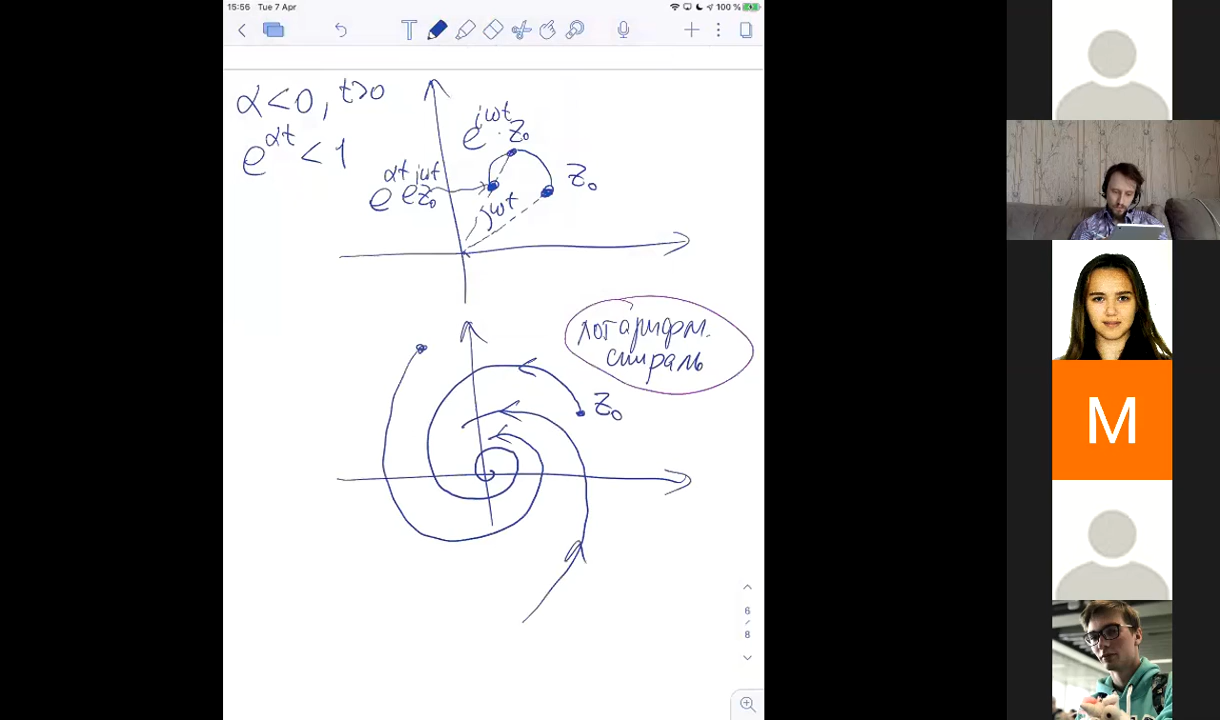 15:56 Tue 7 Apr
100 %
T
α<0, t>0
e^{αt} < 1
e^{jωt}·z₀
z₀
e^{αt} e^{jωt} z₀
ωt
логарифм.
спираль
z₀
M
6
/
8